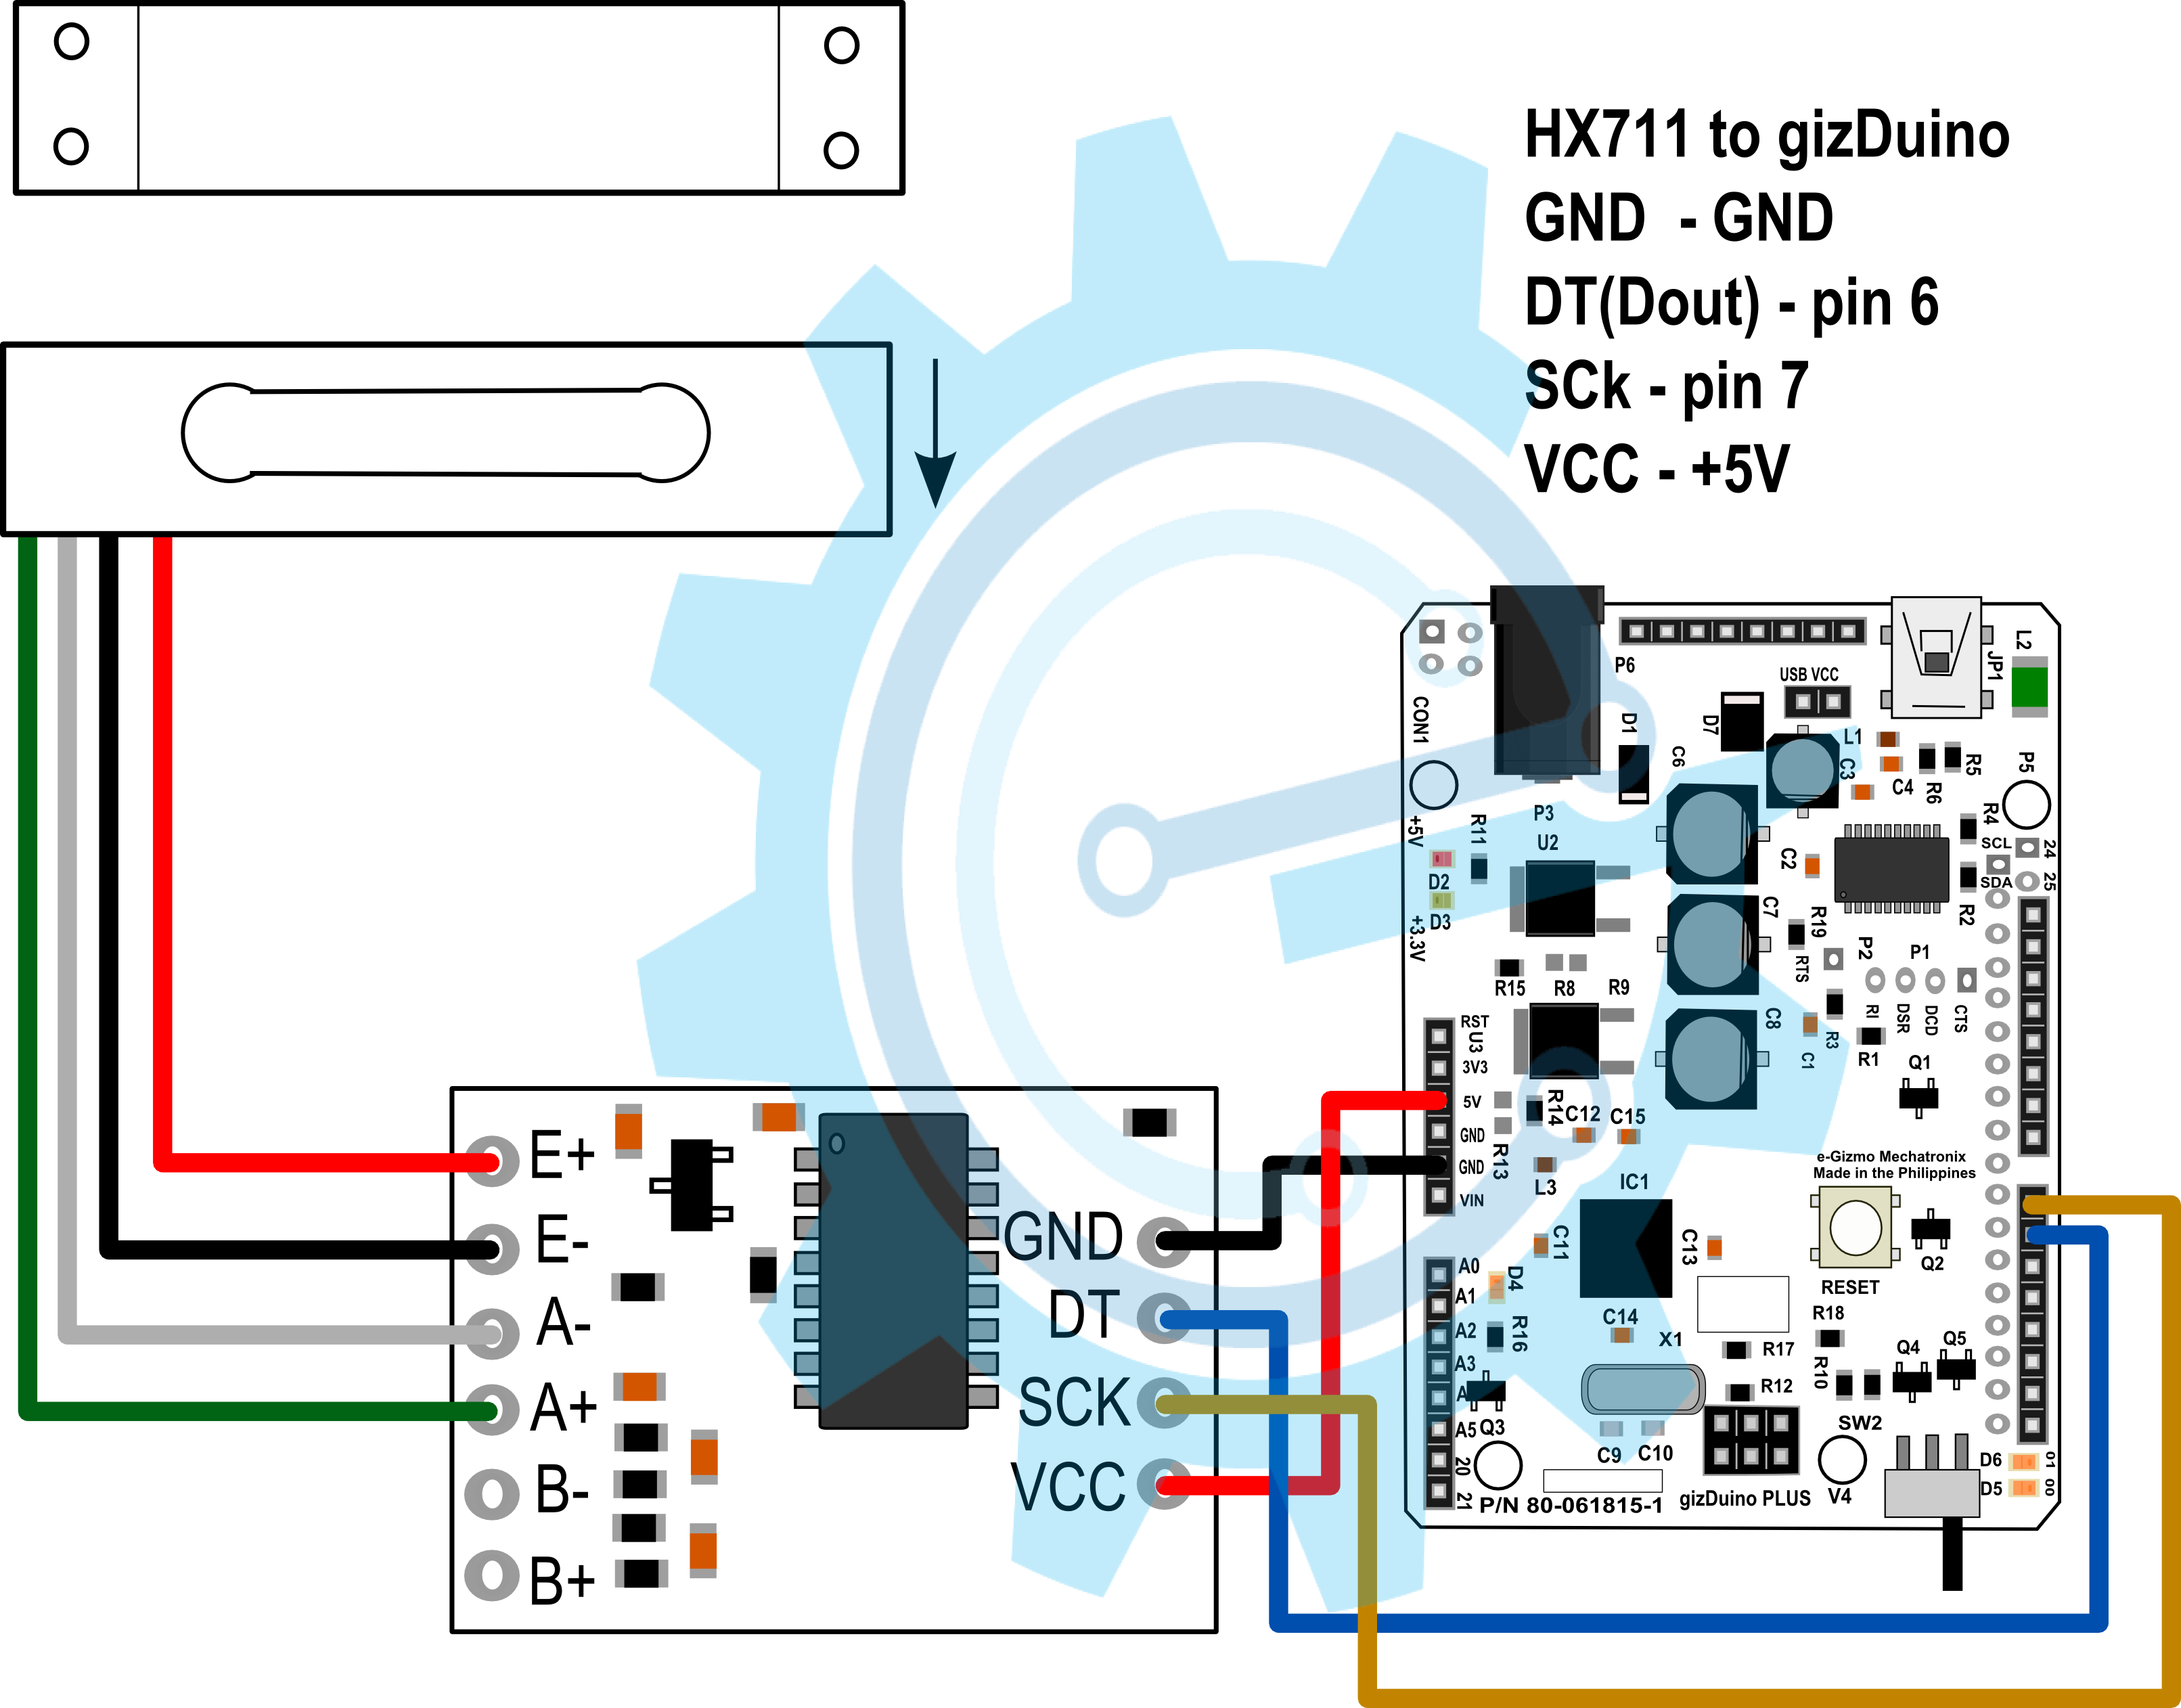 HX711 to gizDuino
GND - GND
DT(Dout) - pin 6
SCk - pin 7
VCC - +5V
E+
E-
A-
A+
B-
B+
GND
DT
SCK
VCC
P6
USB VCC
JP1
L2
CON1
D1
D7
C6
L1
C3
C4
R6
R5
P5
+5V
R11
P3
U2
D2
D3
+3.3V
C2
R4
SCL
24
SDA
25
R2
C7
R19
RTS
P2
P1
RI
DSR
DCD
CTS
R15
R8
R9
C8
C1
R3
R1
Q1
RST
U3
3V3
5V
GND
GND
VIN
R14
C12
C15
R13
L3
IC1
e-Gizmo Mechatronix
Made in the Philippines
C11
C13
Q2
RESET
A0
A1
A2
A3
A
A5
20
21
D4
R16
C14
X1
R17
R12
R18
R10
Q4
Q5
Q3
C9
C10
SW2
P/N 80-061815-1
gizDuino PLUS
V4
D6
01
D5
00